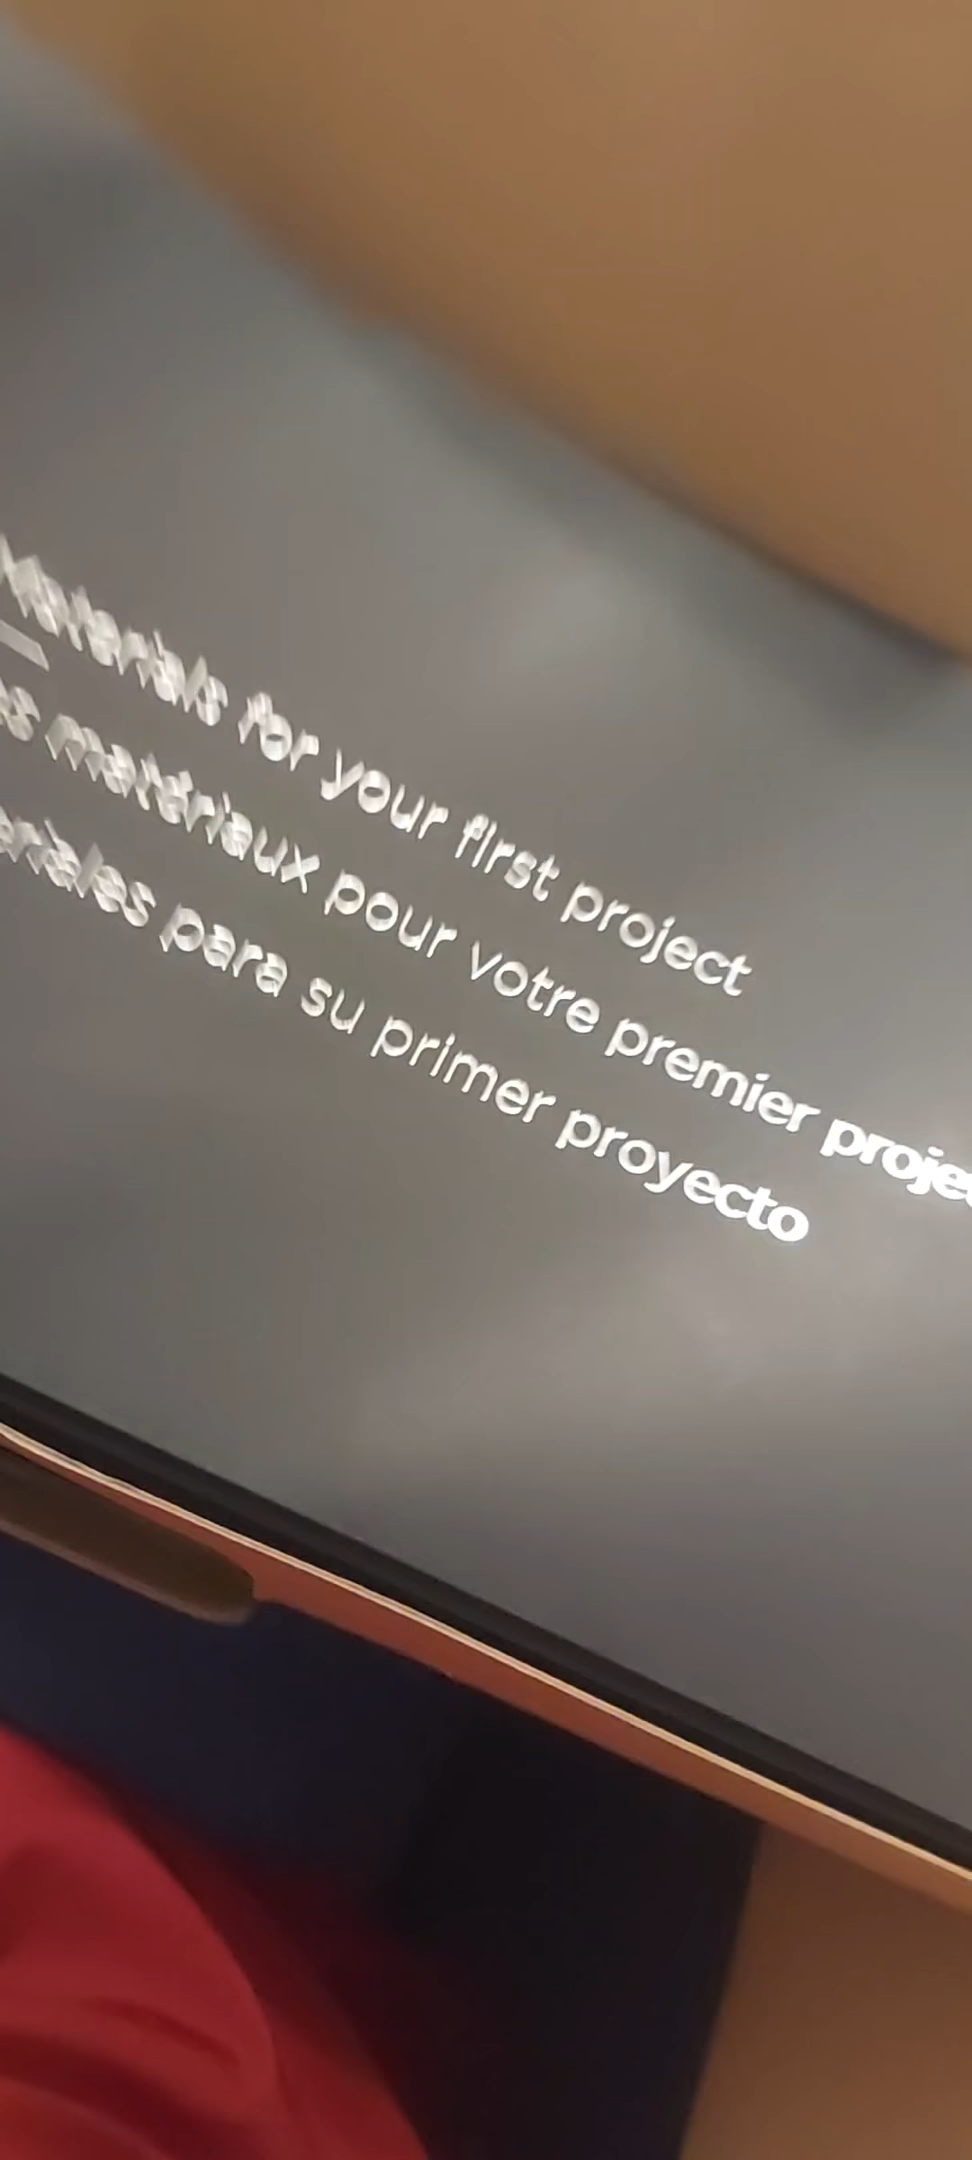 Materials for your first project
matériaux pour votre premier
para su primer proyecto